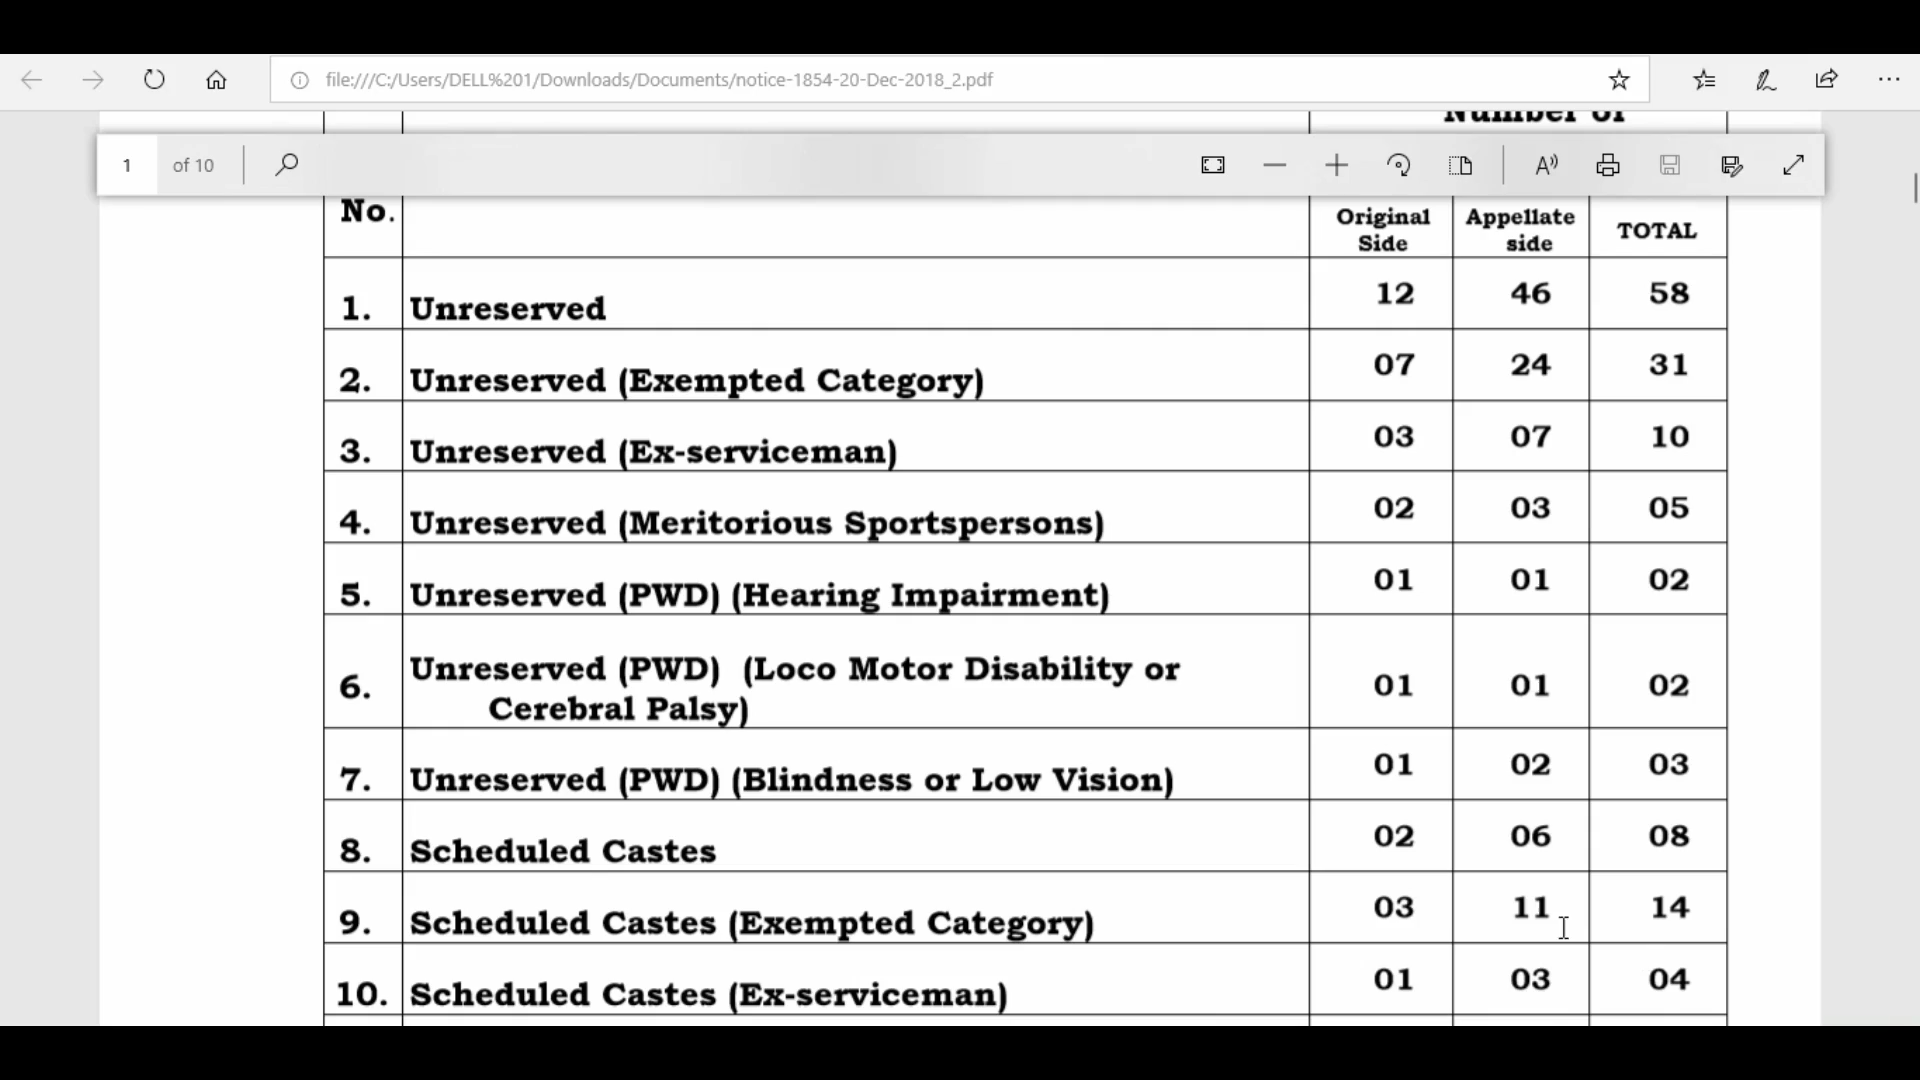 file:///C:/Users/DELL%201/Downloads/Documents/notice-1854-20-Dec-2018_2.pdf
Number of
1 of 10
No.
Original Side
Appellate side
TOTAL
1. Unreserved 12 46 58
2. Unreserved (Exempted Category) 07 24 31
3. Unreserved (Ex-serviceman) 03 07 10
4. Unreserved (Meritorious Sportspersons) 02 03 05
5. Unreserved (PWD) (Hearing Impairment) 01 01 02
6. Unreserved (PWD) (Loco Motor Disability or
Cerebral Palsy) 01 01 02
7. Unreserved (PWD) (Blindness or Low Vision) 01 02 03
8. Scheduled Castes 02 06 08
9. Scheduled Castes (Exempted Category) 03 11 14
10. Scheduled Castes (Ex-serviceman) 01 03 04